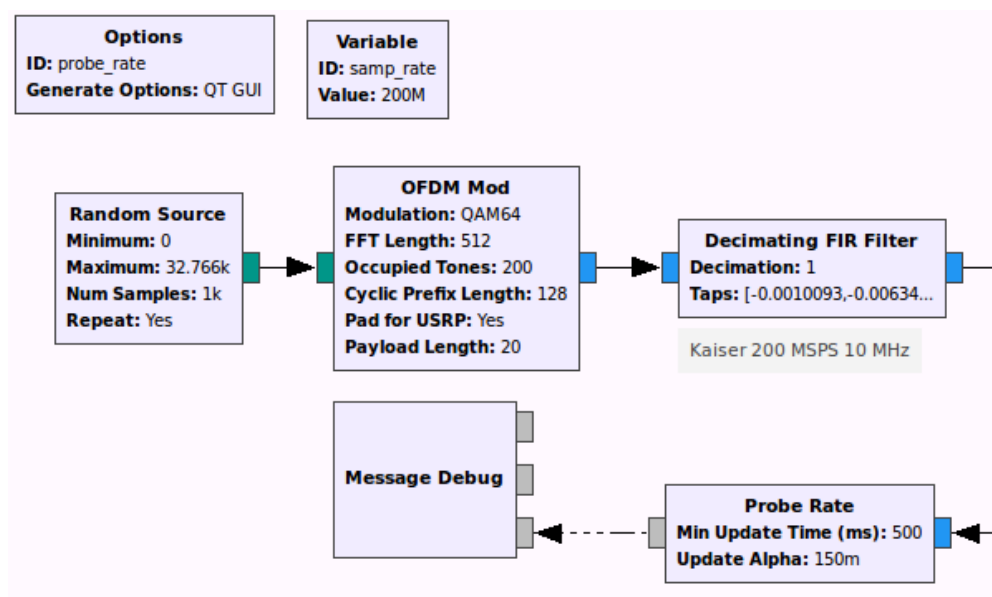 Options
ID: probe_rate
Generate Options: QT GUI
Variable
ID: samp_rate
Value: 200M
Random Source
Minimum: 0
Maximum: 32.766k
Num Samples: 1k
Repeat: Yes
OFDM Mod
Modulation: QAM64
FFT Length: 512
Occupied Tones: 200
Cyclic Prefix Length: 128
Pad for USRP: Yes
Payload Length: 20
Decimating FIR Filter
Decimation: 1
Taps: [-0.0010093,-0.00634...
Kaiser 200 MSPS 10 MHz
Message Debug
Probe Rate
Min Update Time (ms): 500
Update Alpha: 150m